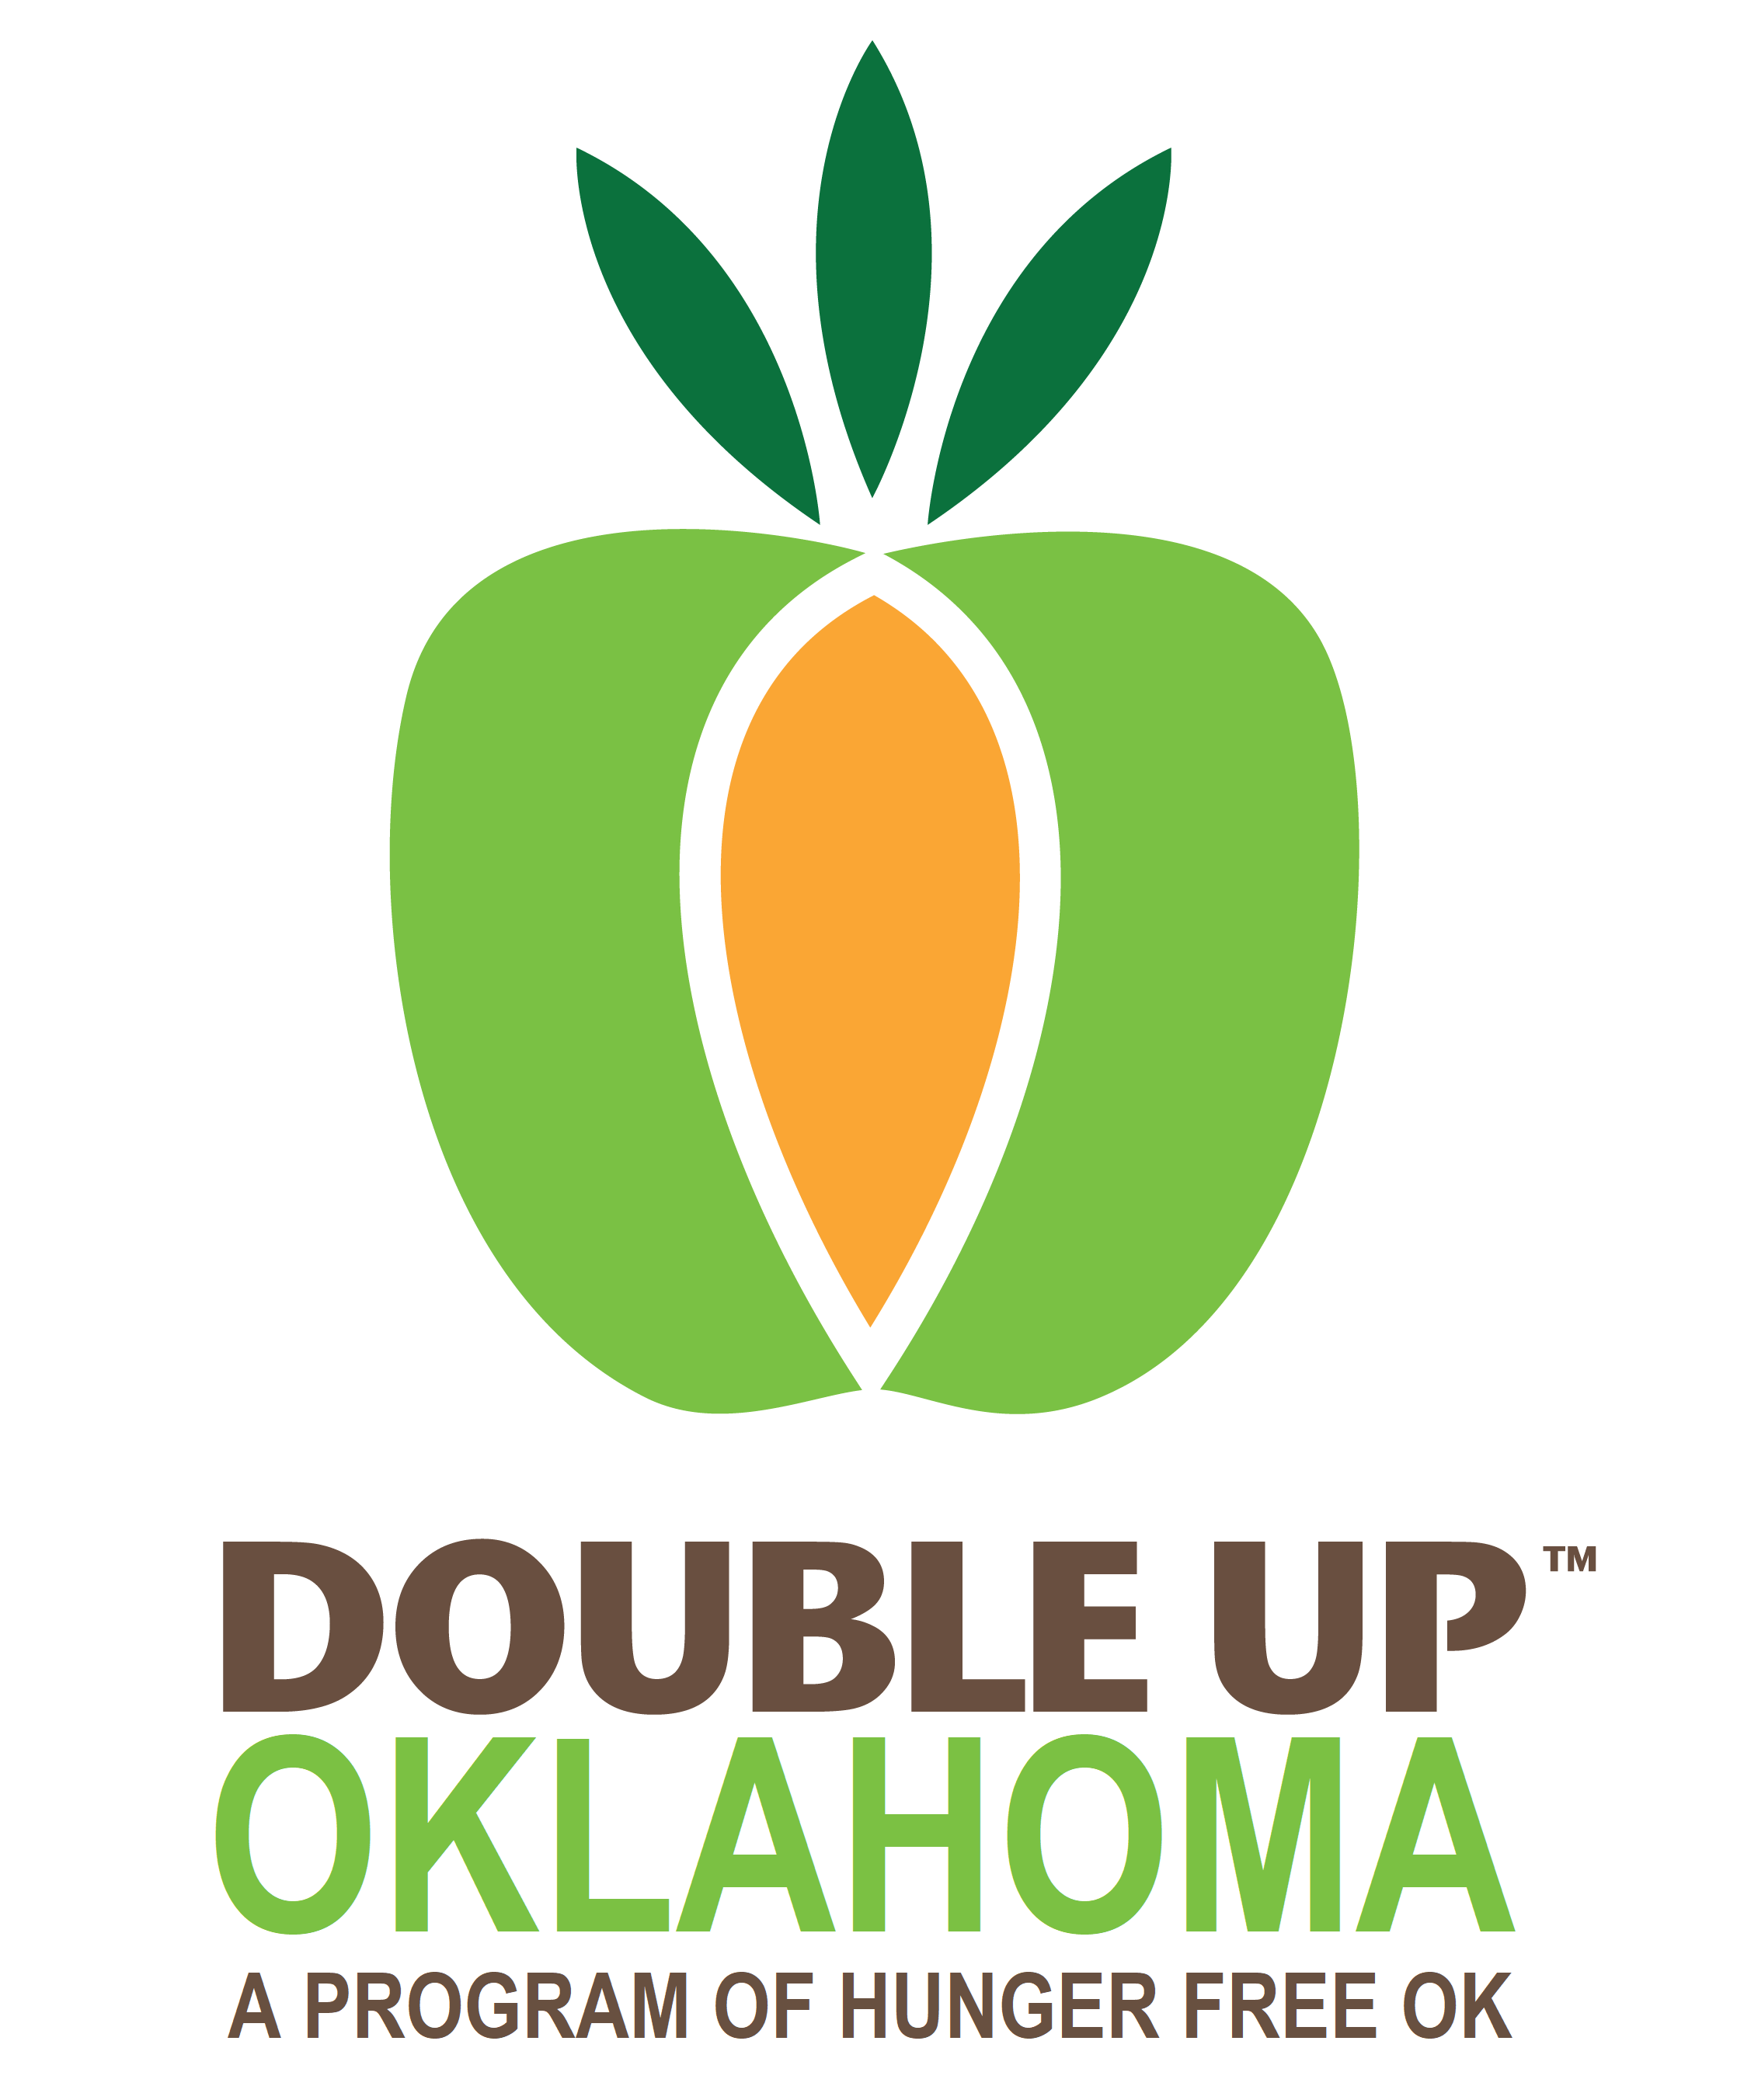 DOUBLE UP™
OKLAHOMA
A PROGRAM OF HUNGER FREE OK